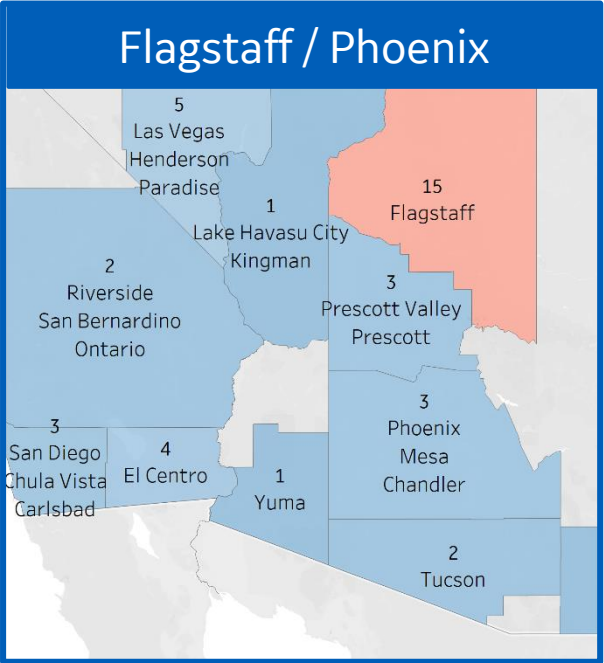 Flagstaff / Phoenix
5
Las Vegas
Henderson
Paradise
15
Flagstaff
1
Lake Havasu City
Kingman
2
Riverside
San Bernardino
Ontario
3
Prescott Valley
Prescott
3
Phoenix
Mesa
Chandler
3
San Diego
Chula Vista
Carlsbad
4
El Centro
1
Yuma
2
Tucson